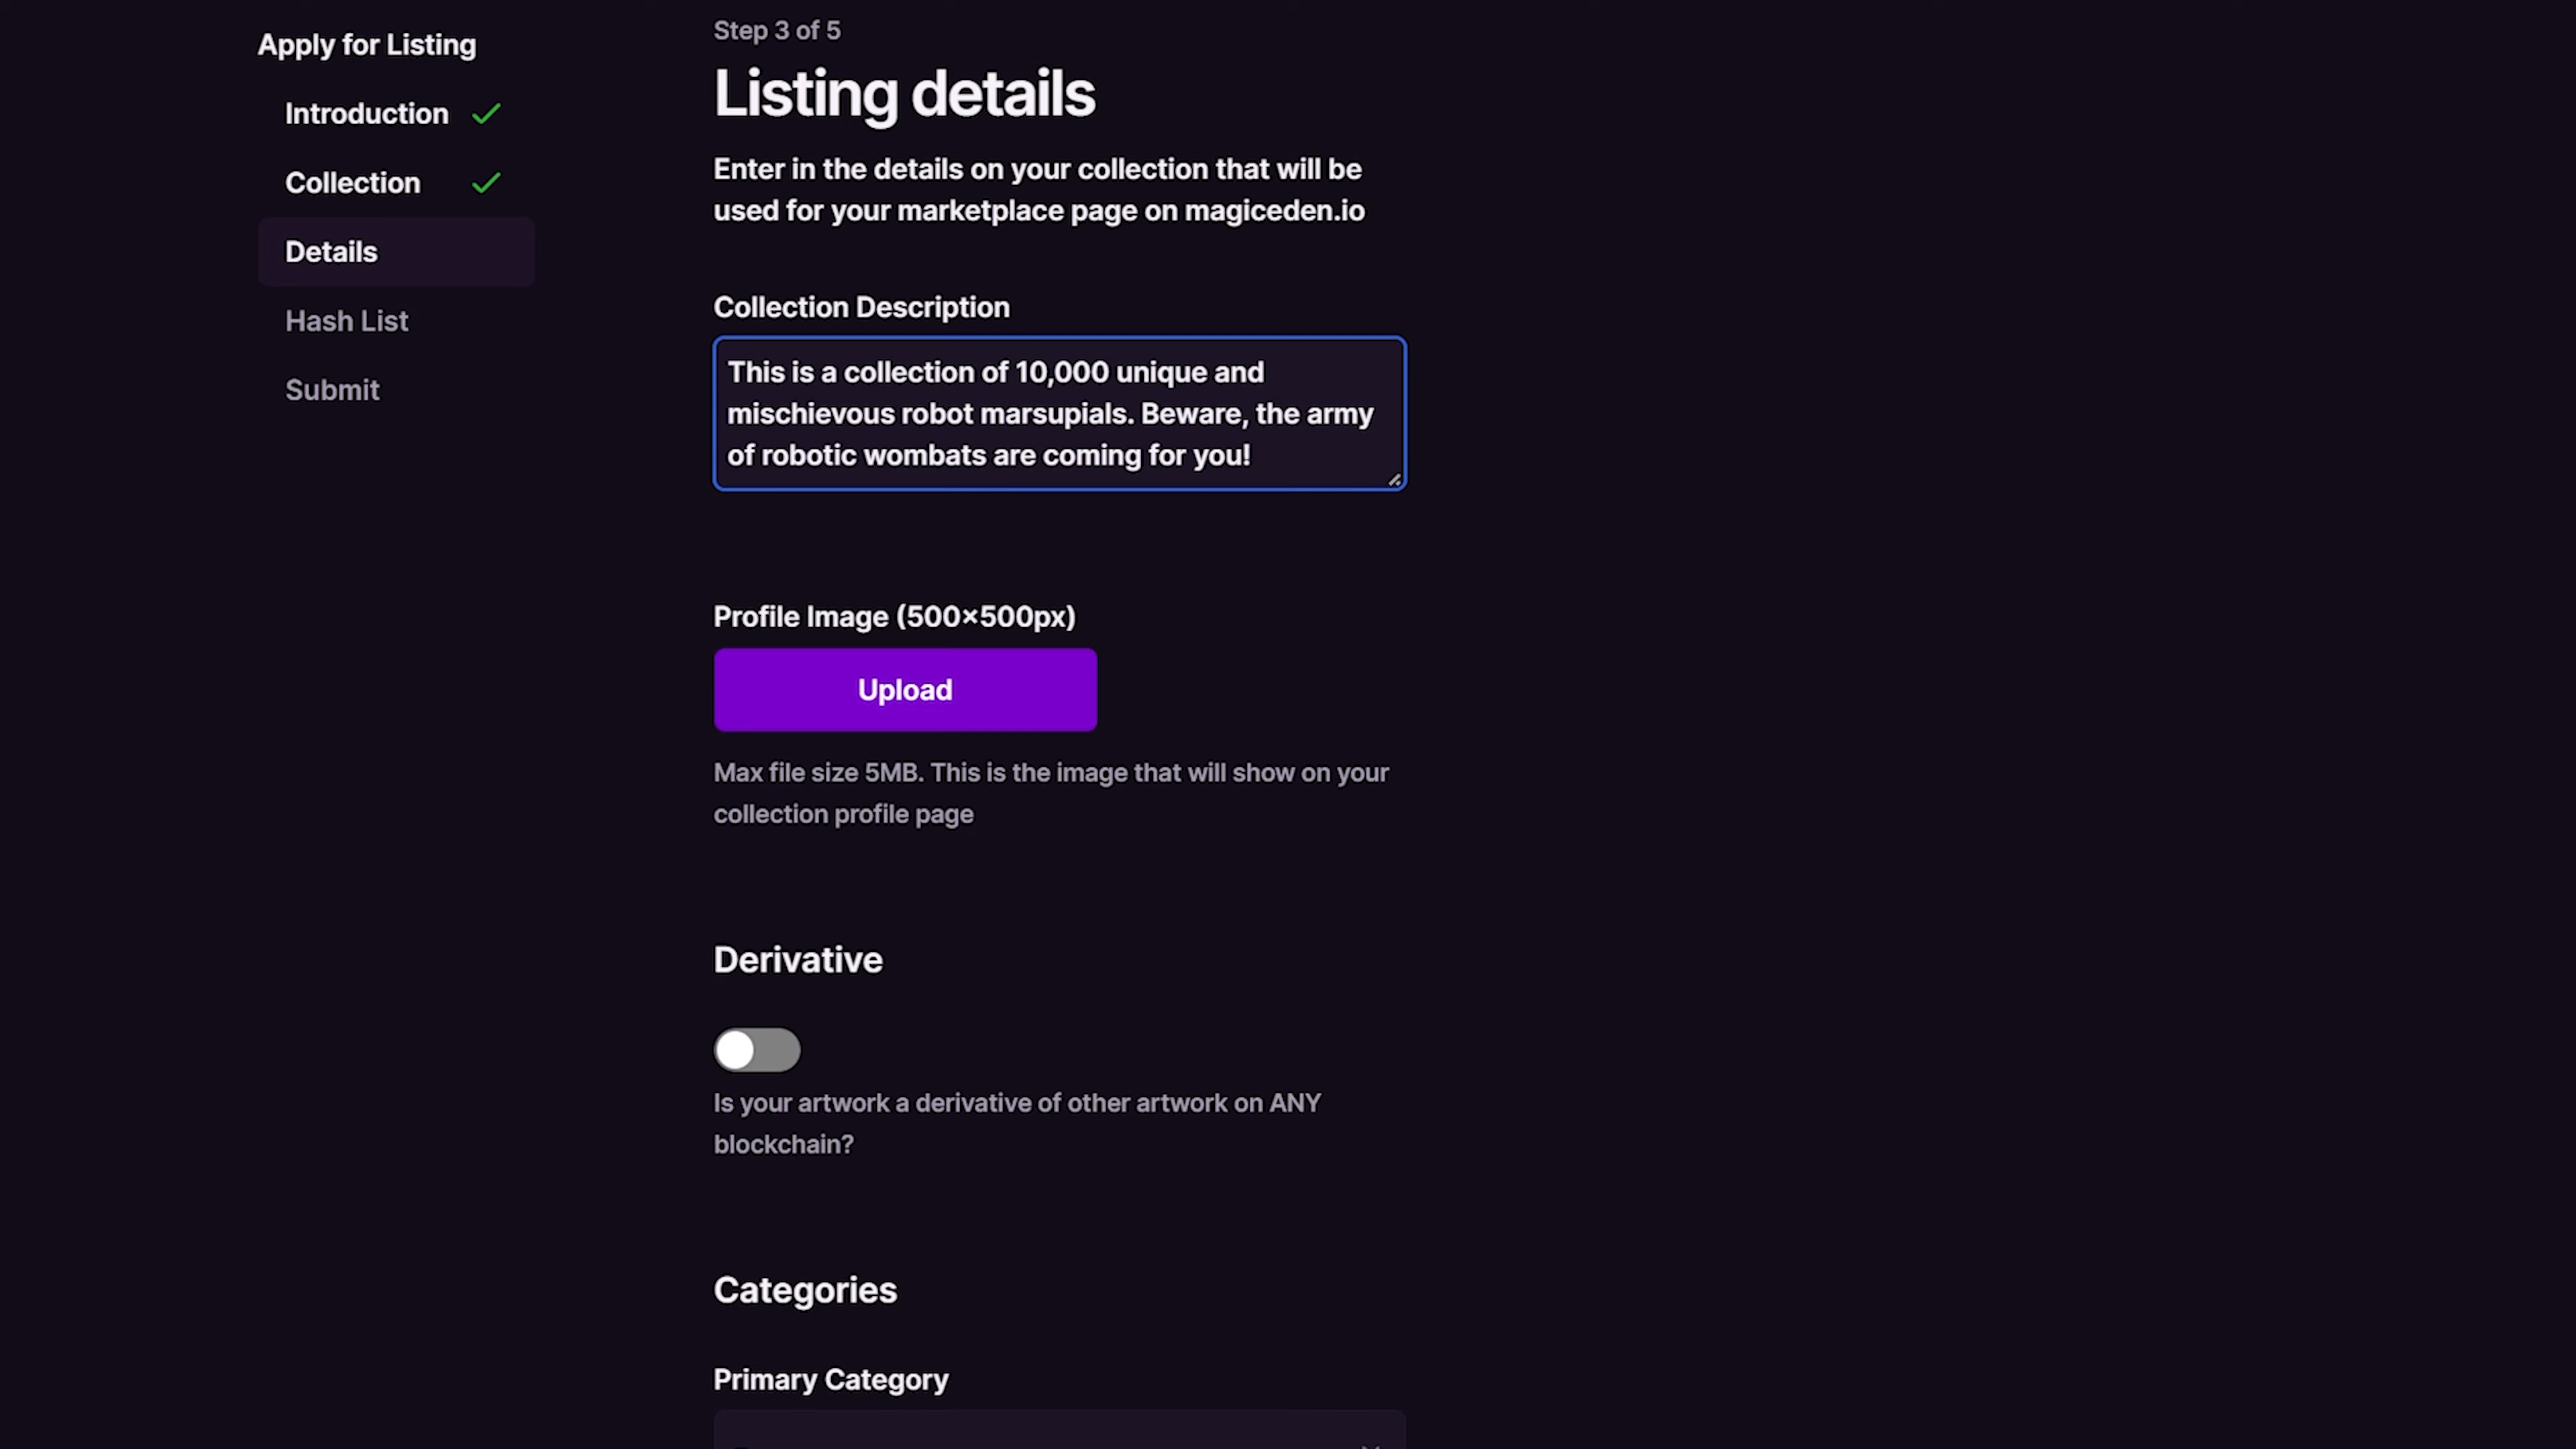 Apply for Listing
Introduction
Collection
Details
Hash List
Submit
Step 3 of 5
Listing details
Enter in the details on your collection that will be
used for your marketplace page on magiceden.io
Collection Description
This is a collection of 10,000 unique and
mischievous robot marsupials. Beware, the army
of robotic wombats are coming for you!
Profile Image (500×500px)
Upload
Max file size 5MB. This is the image that will show on your
collection profile page
Derivative
Is your artwork a derivative of other artwork on ANY
blockchain?
Categories
Primary Category